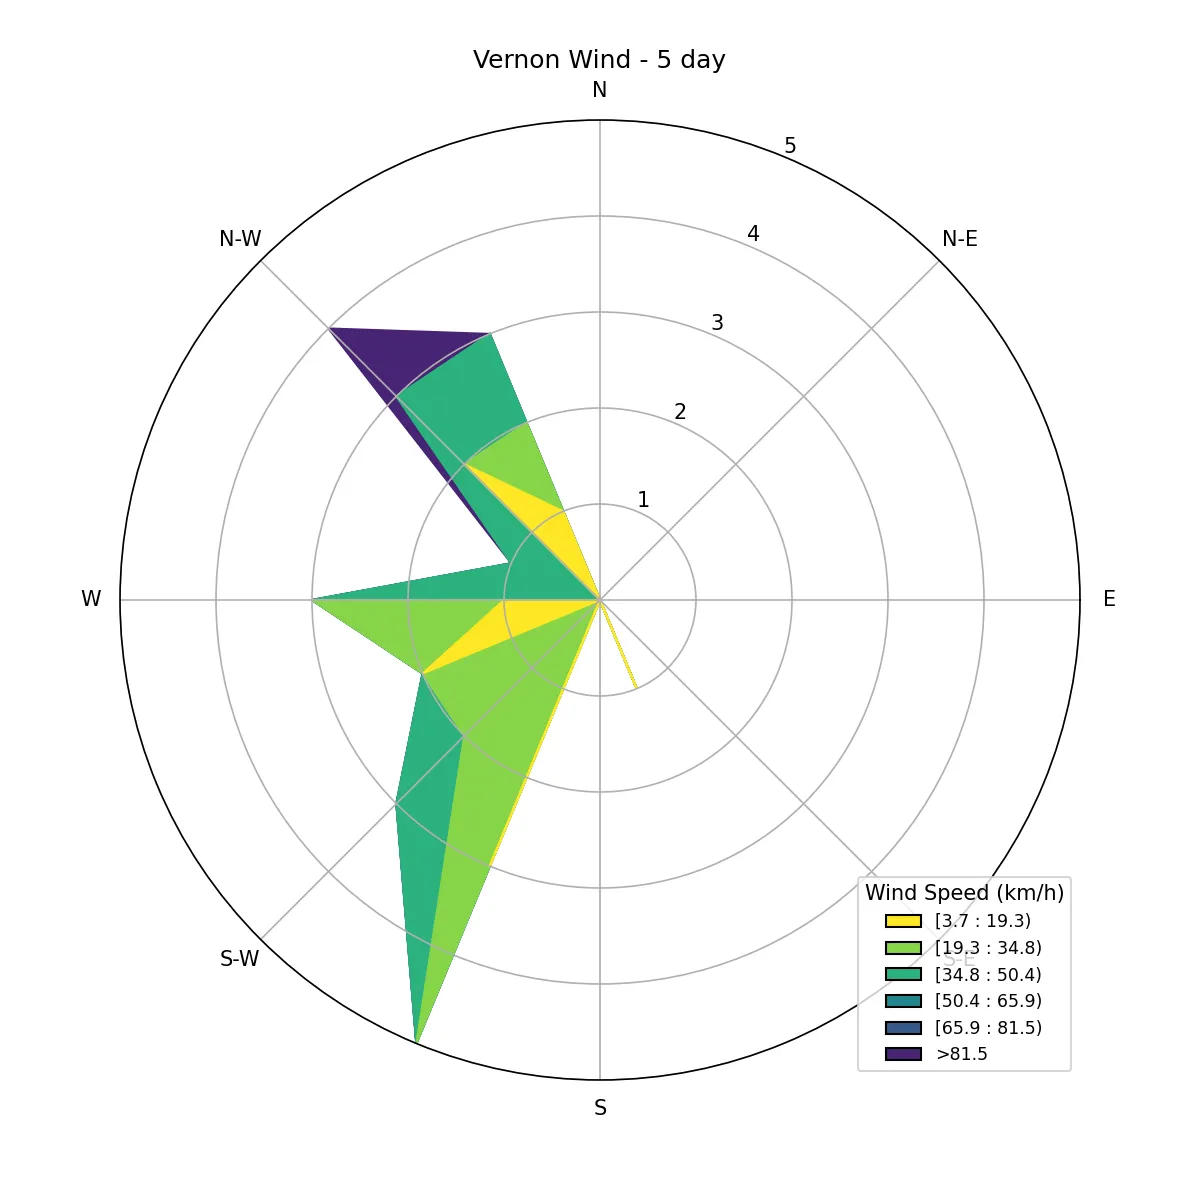 Vernon Wind - 5 day
N
5
N-W
N-E
4
3
2
1
W
E
Wind Speed (km/h)
[3.7 : 19.3)
[19.3 : 34.8)
S-W
S-E
[34.8 : 50.4)
[50.4 : 65.9)
[65.9 : 81.5)
>81.5
S